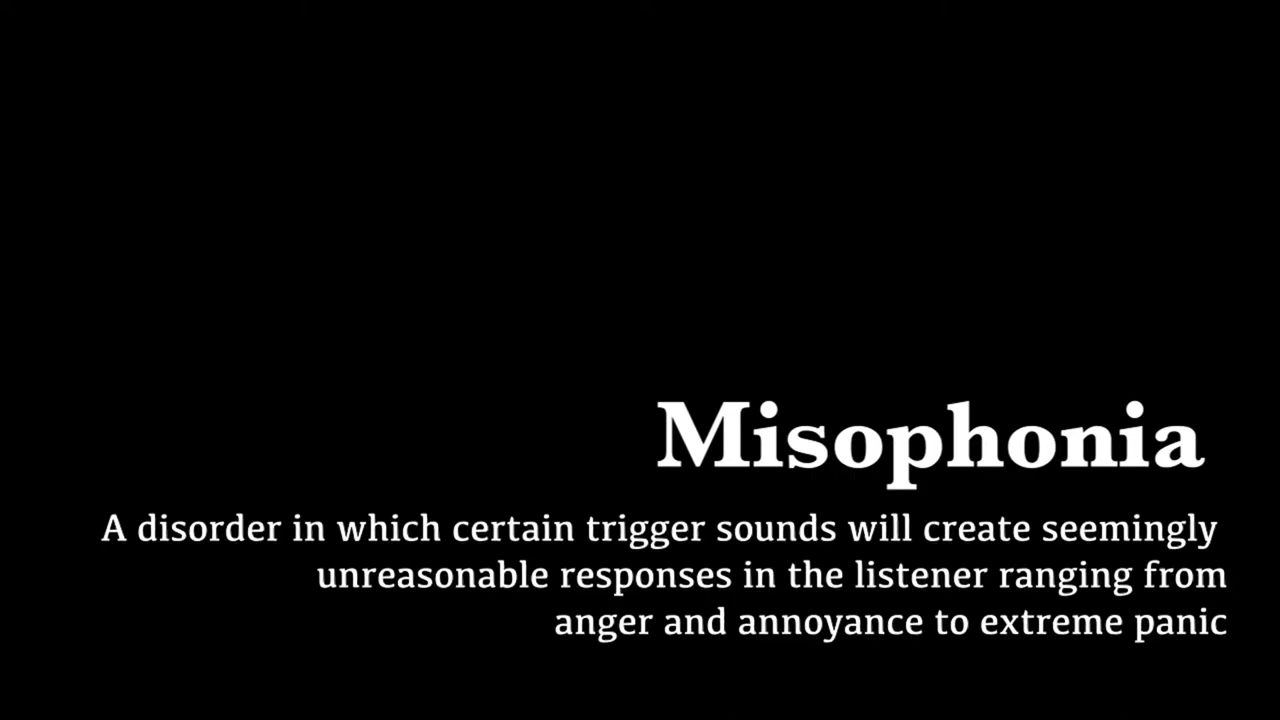 Misophonia
A disorder in which certain trigger sounds will create seemingly
unreasonable responses in the listener ranging from
anger and annoyance to extreme panic